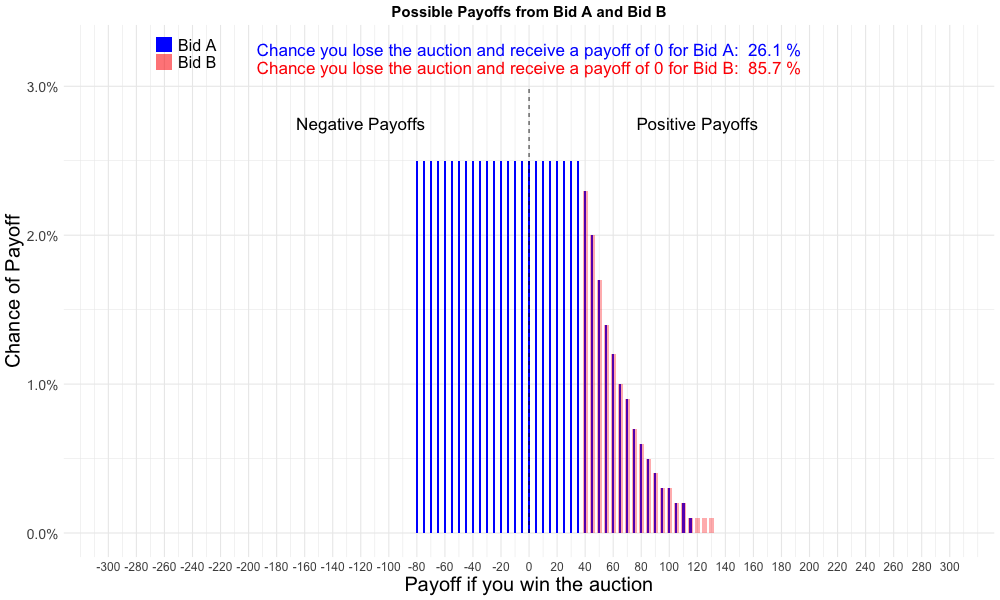 Possible Payoffs from Bid A and Bid B
Bid A
Bid B
Chance you lose the auction and receive a payoff of 0 for Bid A:  26.1 %
Chance you lose the auction and receive a payoff of 0 for Bid B:  85.7 %
Negative Payoffs
Positive Payoffs
Chance of Payoff
3.0%
2.0%
1.0%
0.0%
-300 -280 -260 -240 -220 -200 -180 -160 -140 -120 -100 -80 -60 -40 -20 0 20 40 60 80 100 120 140 160 180 200 220 240 260 280 300
Payoff if you win the auction